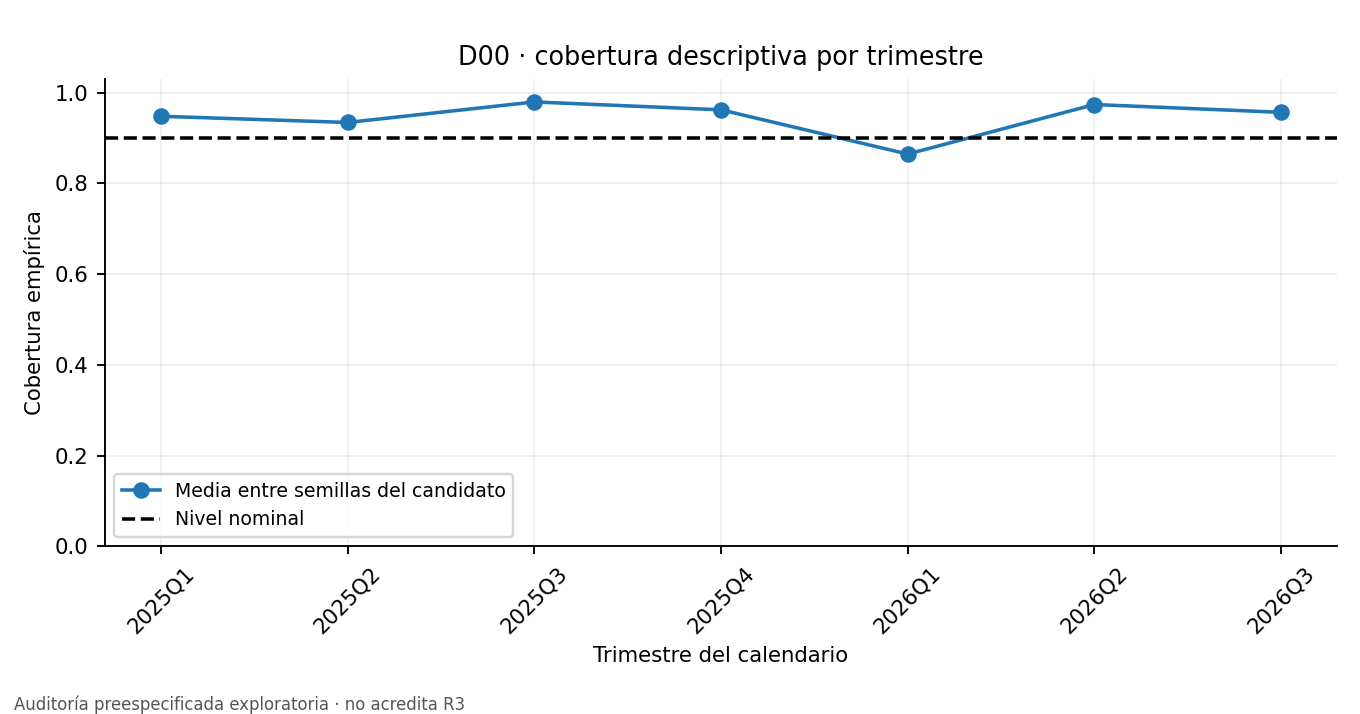 D00 · cobertura descriptiva por trimestre
Cobertura empírica
1.0
0.8
0.6
0.4
0.2
0.0
Media entre semillas del candidato
Nivel nominal
2025Q1
2025Q2
2025Q3
2025Q4
2026Q1
2026Q2
2026Q3
Trimestre del calendario
Auditoría preespecificada exploratoria · no acredita R3